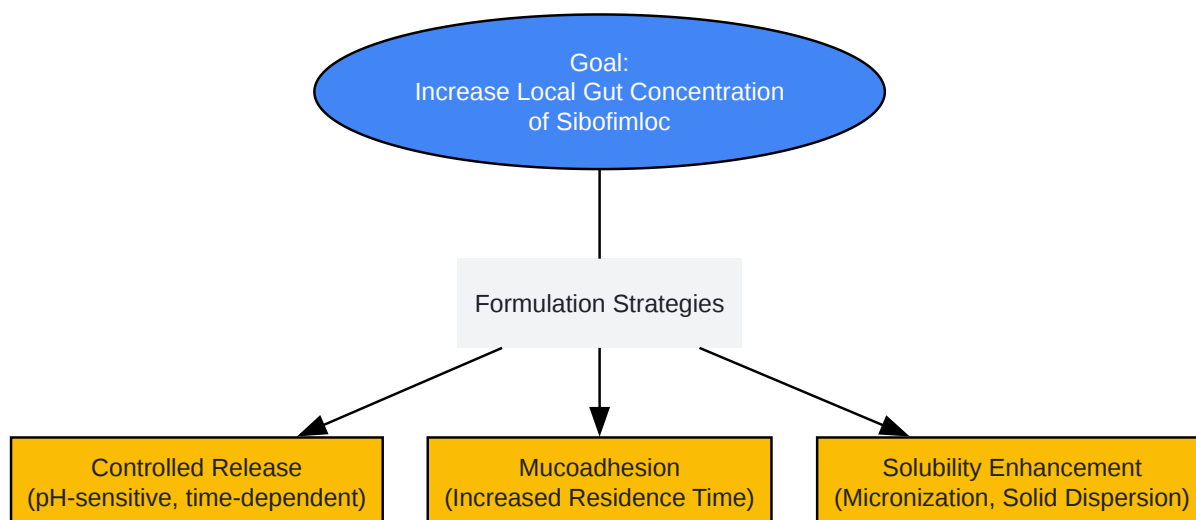 Goal:
Increase Local Gut Concentration
of Sibofimloc
Formulation Strategies
Controlled Release
(pH-sensitive, time-dependent)
Mucoadhesion
(Increased Residence Time)
Solubility Enhancement
(Micronization, Solid Dispersion)